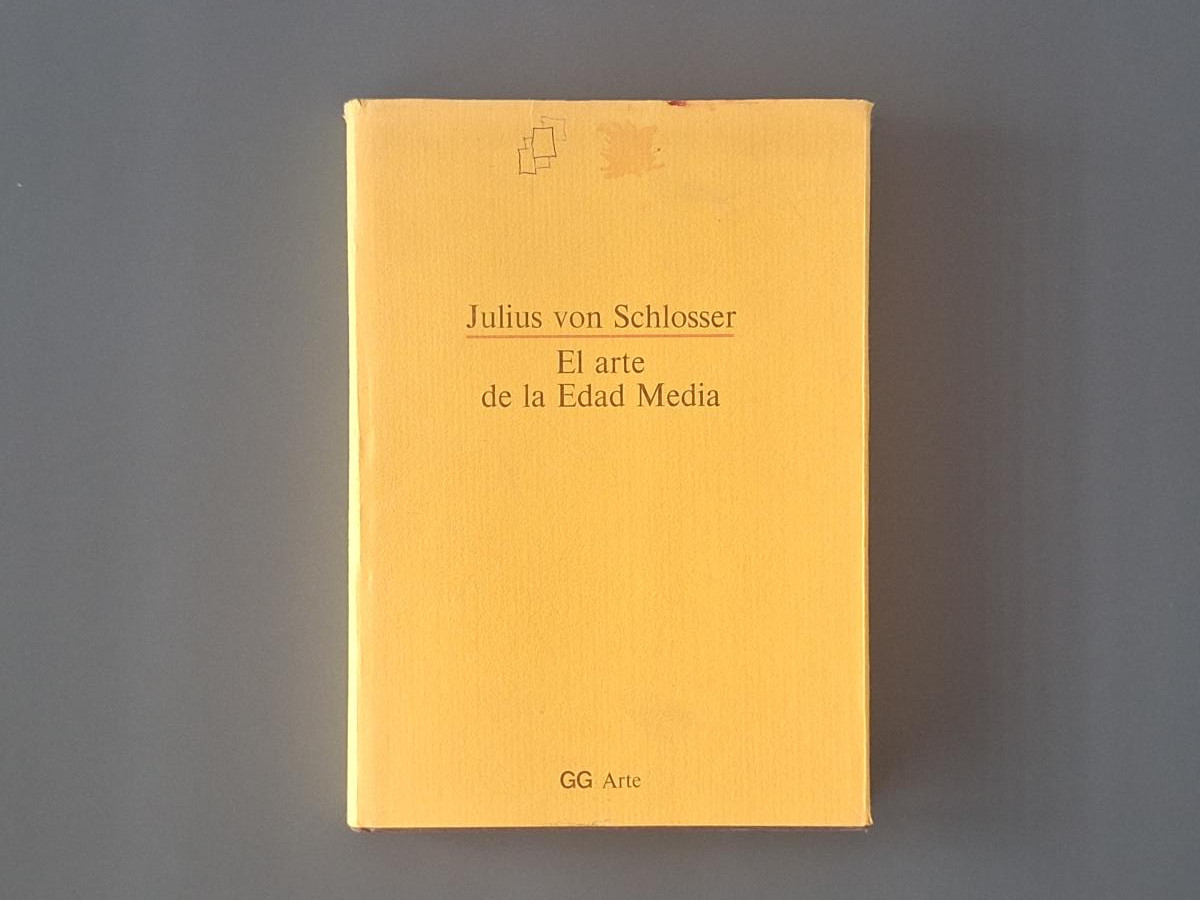 Julius von Schlosser
El arte
de la Edad Media
GG Arte